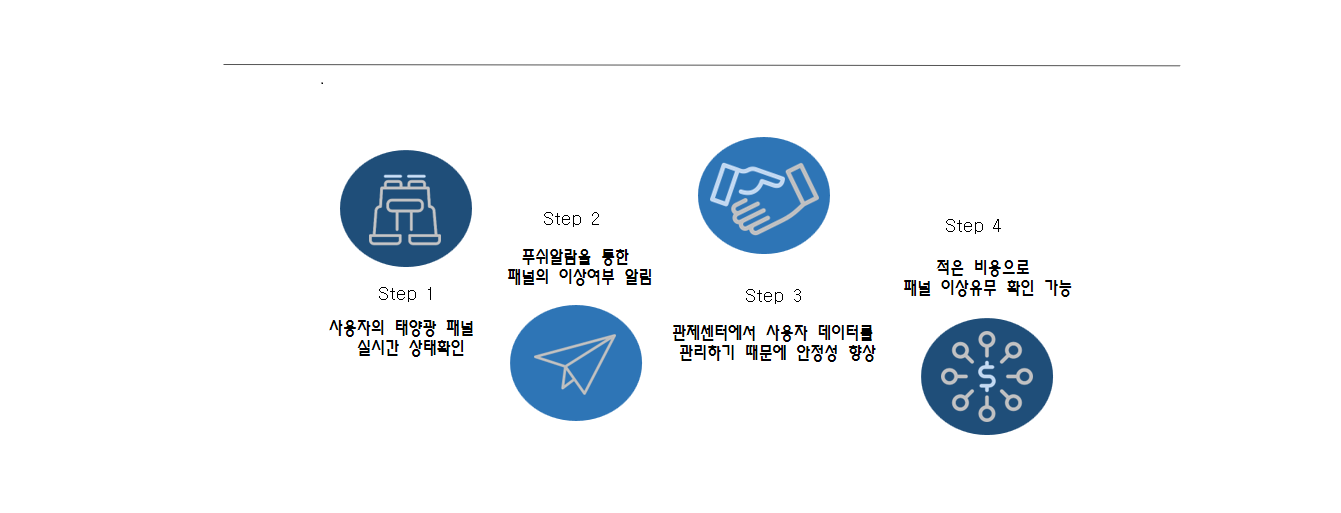 Step 1
사용자의 태양광 패널
실시간 상태확인
Step 2
푸쉬알람을 통한
패널의 이상여부 알림
Step 3
관제센터에서 사용자 데이터를
관리하기 때문에 안정성 향상
Step 4
적은 비용으로
패널 이상유무 확인 가능
$